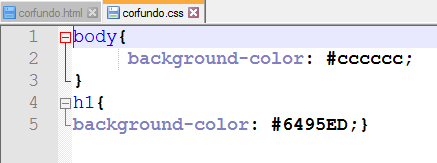 corfundo.html corfundo.css
1 body{
2 background-color: #cccccc;
3 }
4 h1{
5 background-color: #6495ED;}